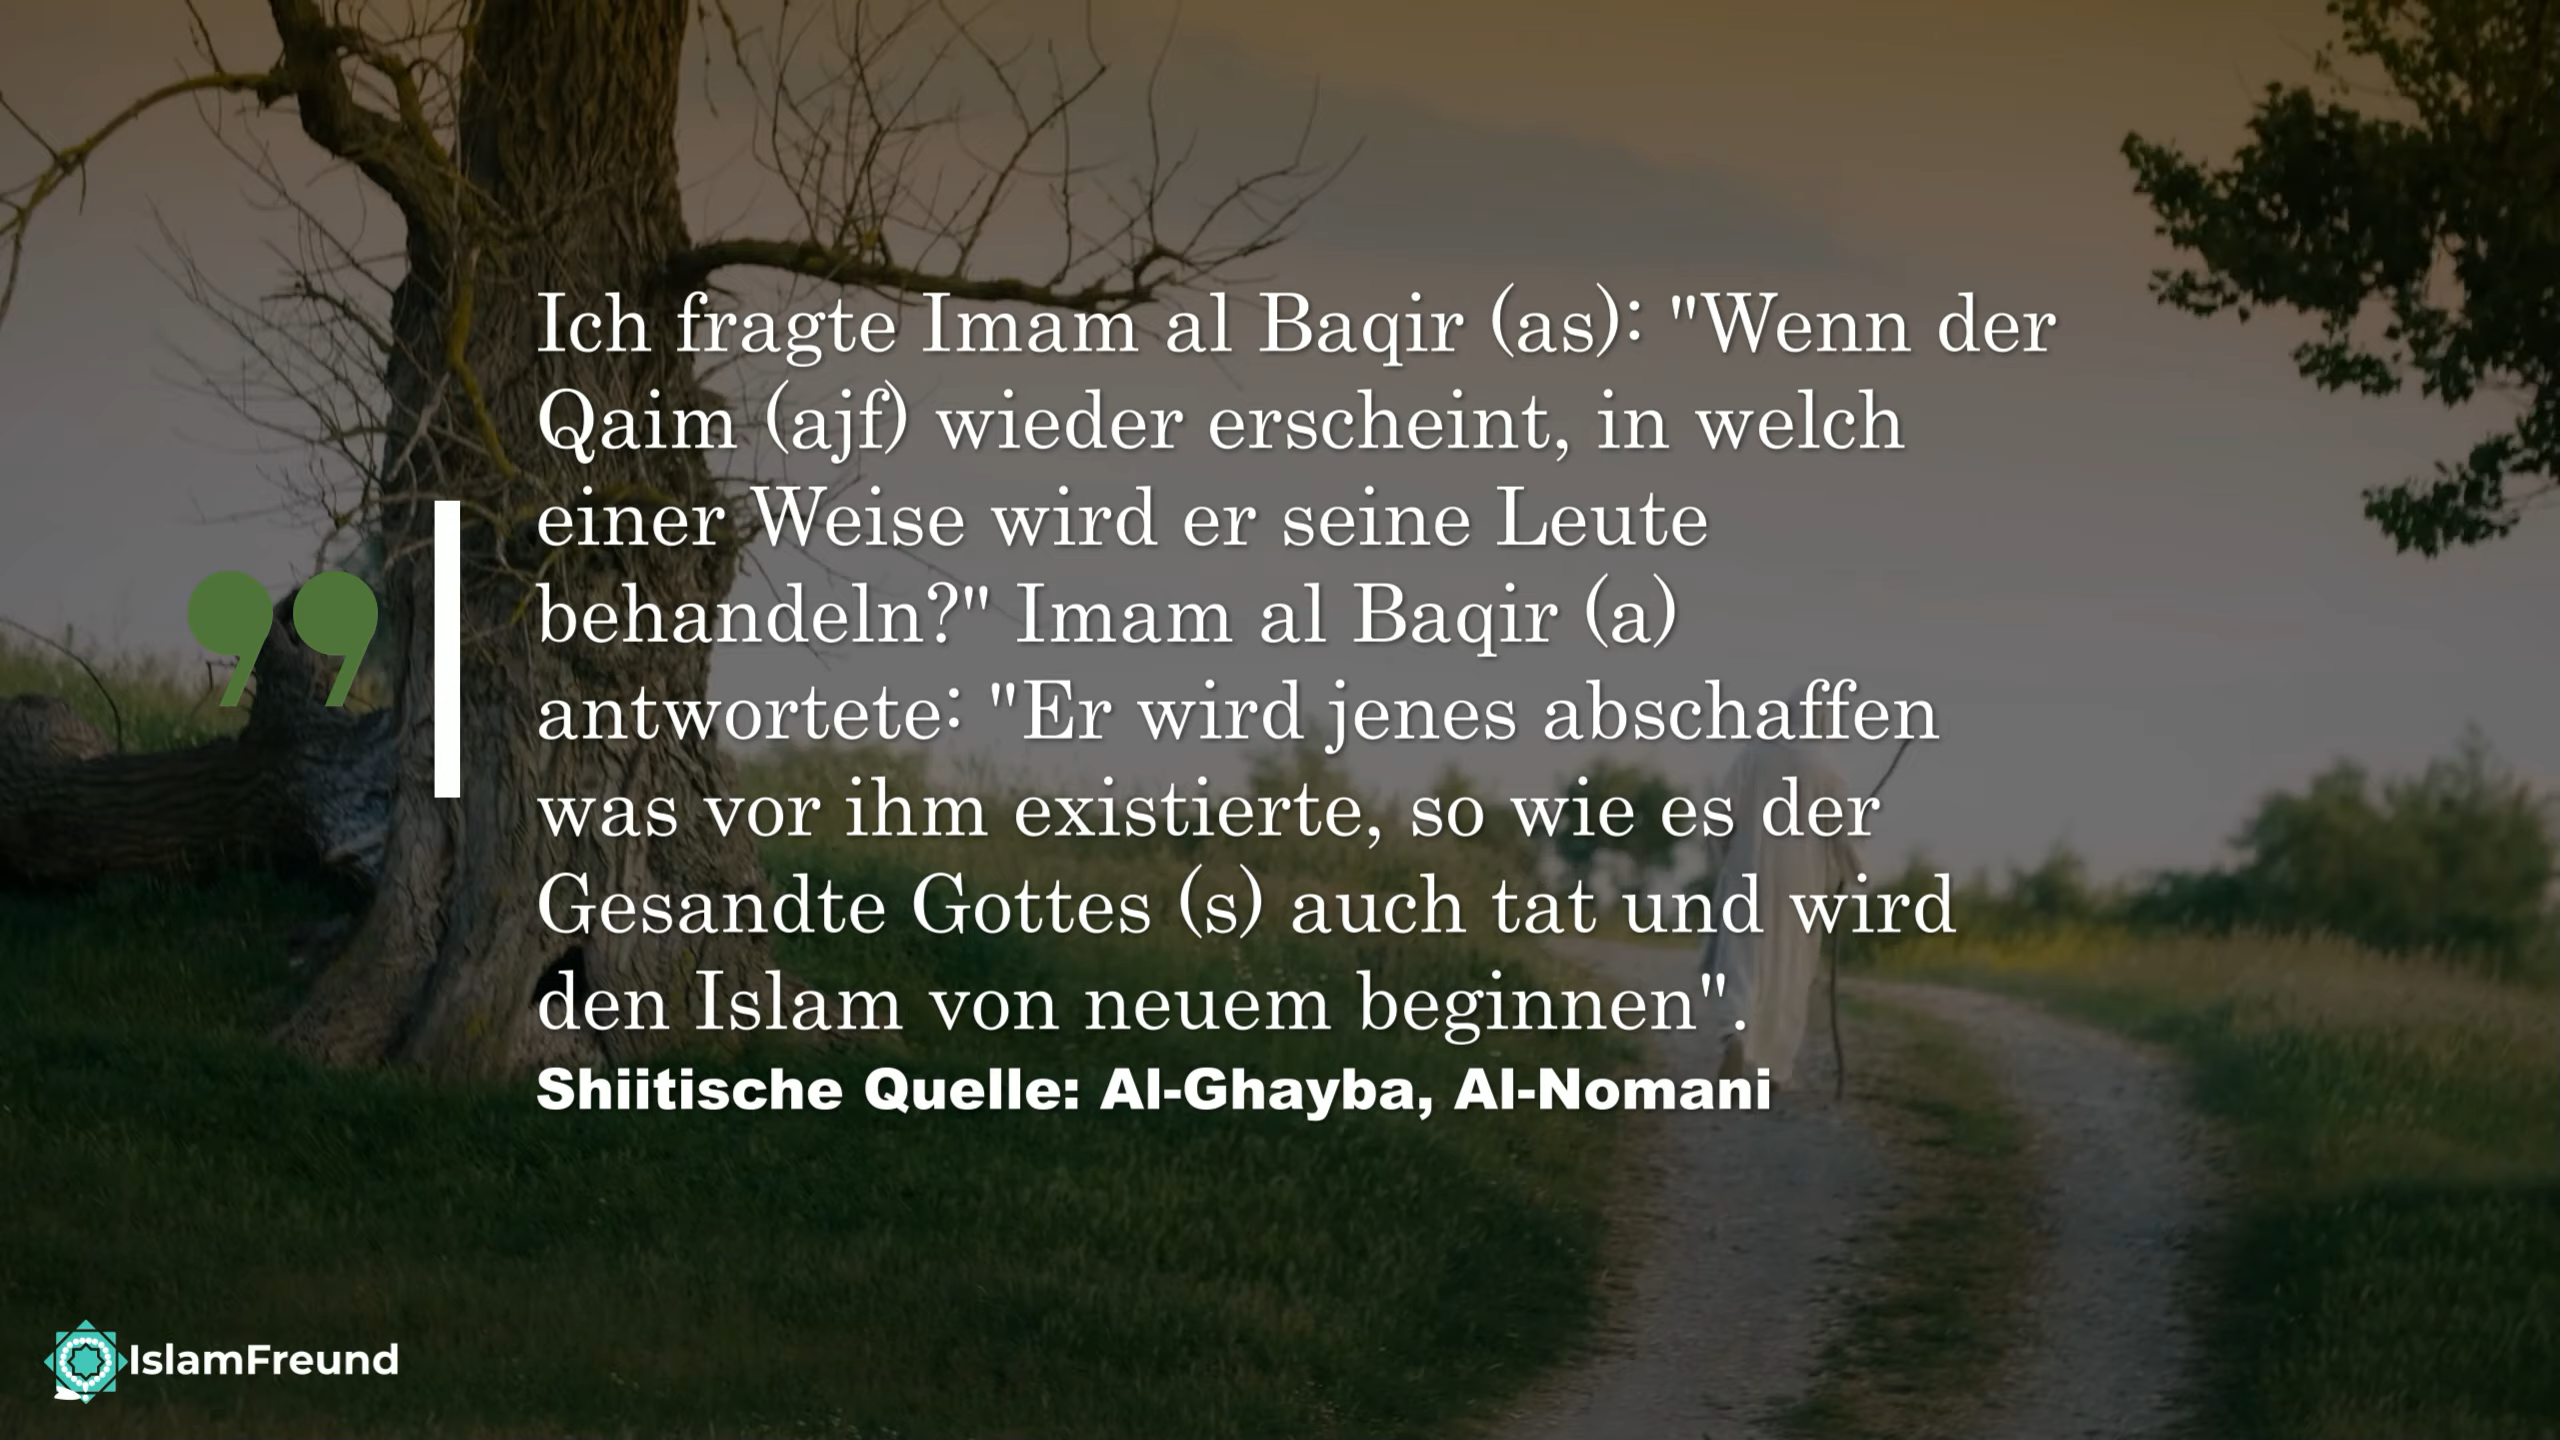 Ich fragte Imam al Baqir (as): "Wenn der
Qaim (ajf) wieder erscheint, in welch
einer Weise wird er seine Leute
behandeln?" Imam al Baqir (a)
antwortete: "Er wird jenes abschaffen
was vor ihm existierte, so wie es der
Gesandte Gottes (s) auch tat und wird
den Islam von neuem beginnen".
Shiitische Quelle: Al-Ghayba, Al-Nomani
IslamFreund